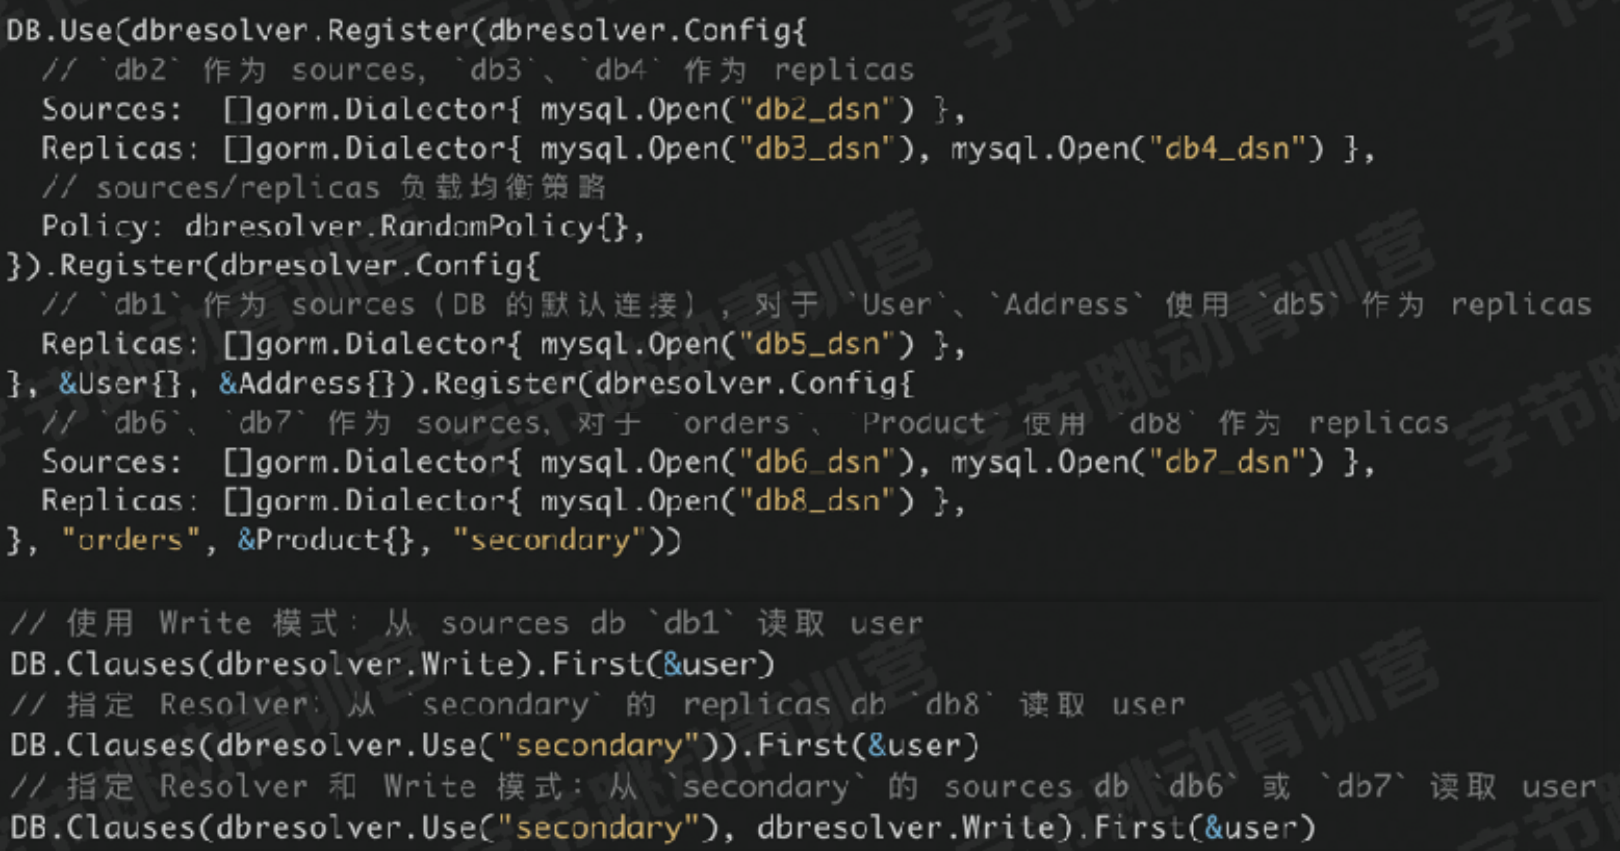 DB.Use(dbresolver.Register(dbresolver.Config{
  // `db2` 作为 sources, `db3`、`db4` 作为 replicas
  Sources:  []gorm.Dialector{ mysql.Open("db2_dsn") },
  Replicas: []gorm.Dialector{ mysql.Open("db3_dsn"), mysql.Open("db4_dsn") },
  // sources/replicas 负载均衡策略
  Policy: dbresolver.RandomPolicy{},
}).Register(dbresolver.Config{
  // `db1` 作为 sources（DB 的默认连接）, 对于 `User`、`Address` 使用 `db5` 作为 replicas
  Replicas: []gorm.Dialector{ mysql.Open("db5_dsn") },
}, &User{}, &Address{}).Register(dbresolver.Config{
  // `db6`、`db7` 作为 sources, 对于 `orders`、`Product` 使用 `db8` 作为 replicas
  Sources:  []gorm.Dialector{ mysql.Open("db6_dsn"), mysql.Open("db7_dsn") },
  Replicas: []gorm.Dialector{ mysql.Open("db8_dsn") },
}, "orders", &Product{}, "secondary"))
// 使用 Write 模式: 从 sources db `db1` 读取 user
DB.Clauses(dbresolver.Write).First(&user)
// 指定 Resolver: 从 `secondary` 的 replicas db `db8` 读取 user
DB.Clauses(dbresolver.Use("secondary")).First(&user)
// 指定 Resolver 和 Write 模式: 从 `secondary` 的 sources db `db6` 或 `db7` 读取 user
DB.Clauses(dbresolver.Use("secondary"), dbresolver.Write).First(&user)
字节跳动青训营